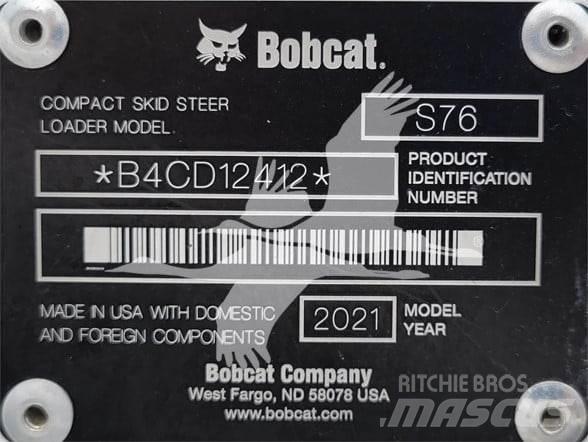 Bobcat.
COMPACT SKID STEER
LOADER MODEL
S76
*B4CD12412*
PRODUCT
IDENTIFICATION
NUMBER
MADE IN USA WITH DOMESTIC
AND FOREIGN COMPONENTS
2021
MODEL
YEAR
Bobcat Company
West Fargo, ND 58078 USA
www.bobcat.com
RITCHIE BROS
MASCUS